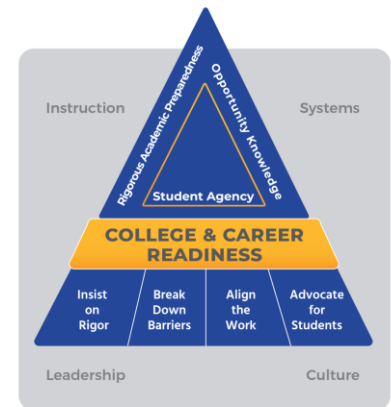 Rigorous Academic Preparedness
Opportunity Knowledge
Instruction
Systems
Student Agency
COLLEGE & CAREER
READINESS
Insist
on
Rigor
Break
Down
Barriers
Align
the
Work
Advocate
for
Students
Leadership
Culture